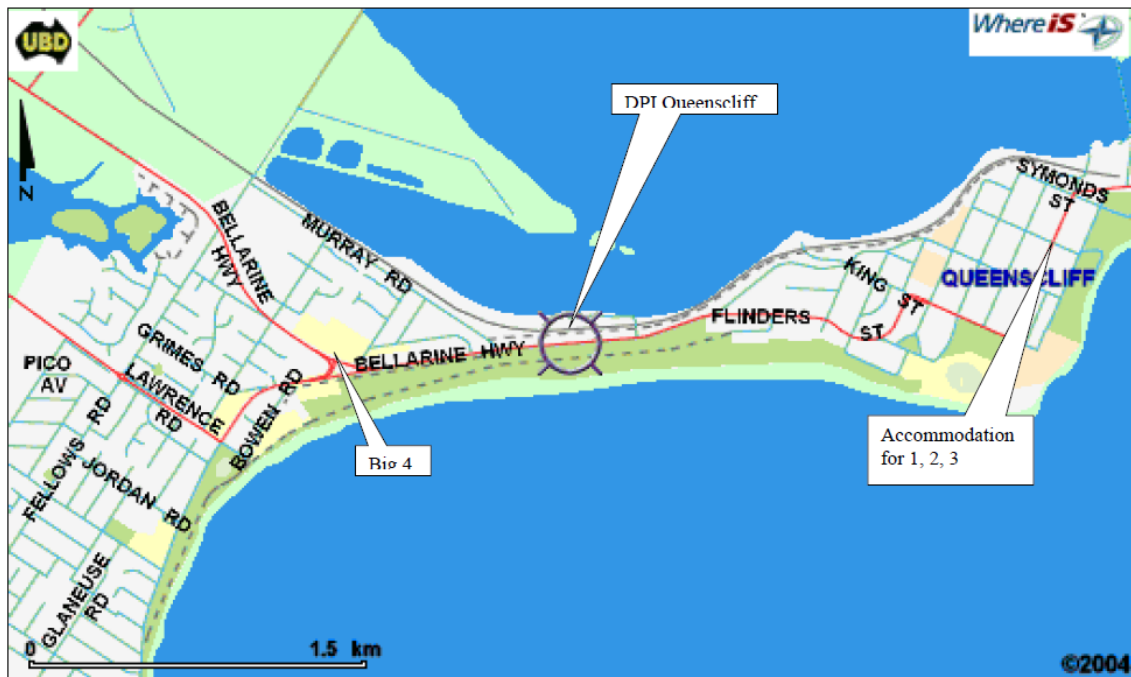 UBD
WhereiS
DPI Queenscliff
N
SYMONDS
ST
BELLARINE
HWY
MURRAY RD
KING
ST
QUEENSCLIFF
FLINDERS
ST
GRIMES RD
BELLARINE HWY
PICO
AV
LAWRENCE
RD
BOWEN RD
Big 4
Accommodation
for 1, 2, 3
FELLOWS RD
JORDAN RD
GLANEUSE
RD
0 1.5 km
©2004